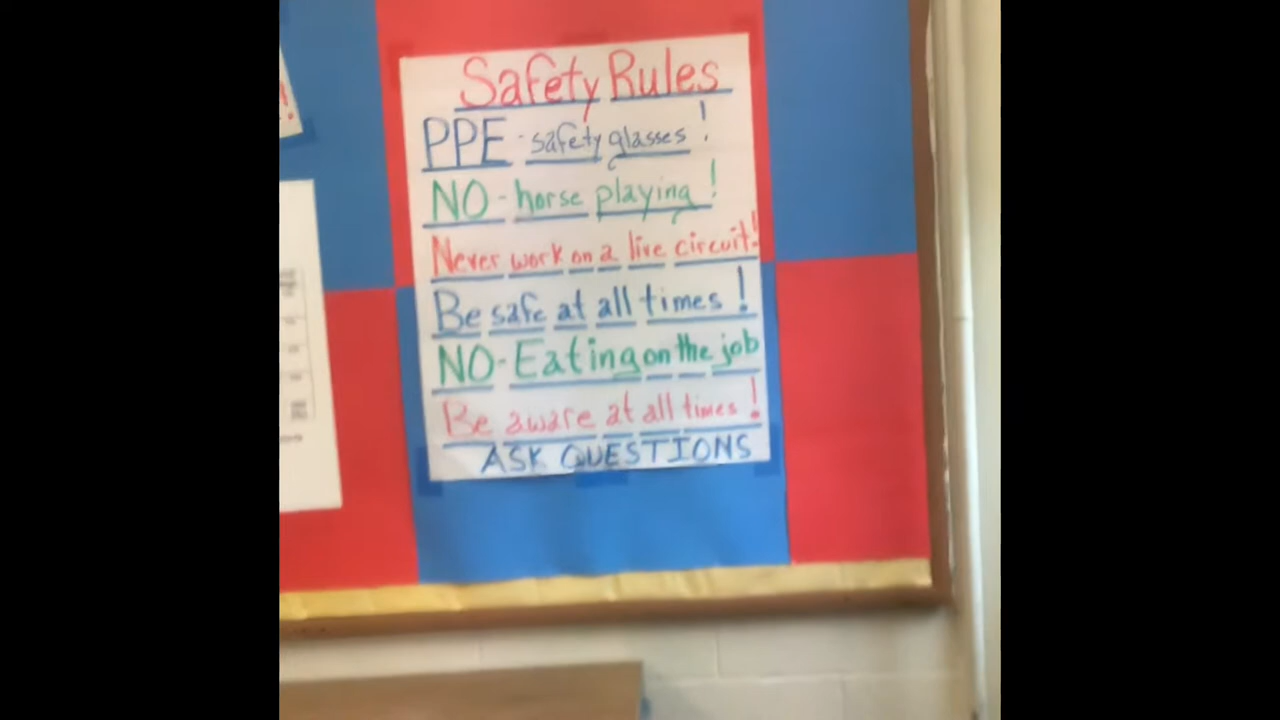 Safety Rules
PPE - safety glasses!
NO - horse playing!
Never work on a live circuit!
Be safe at all times!
NO - Eating on the job
Be aware at all times!
ASK QUESTIONS